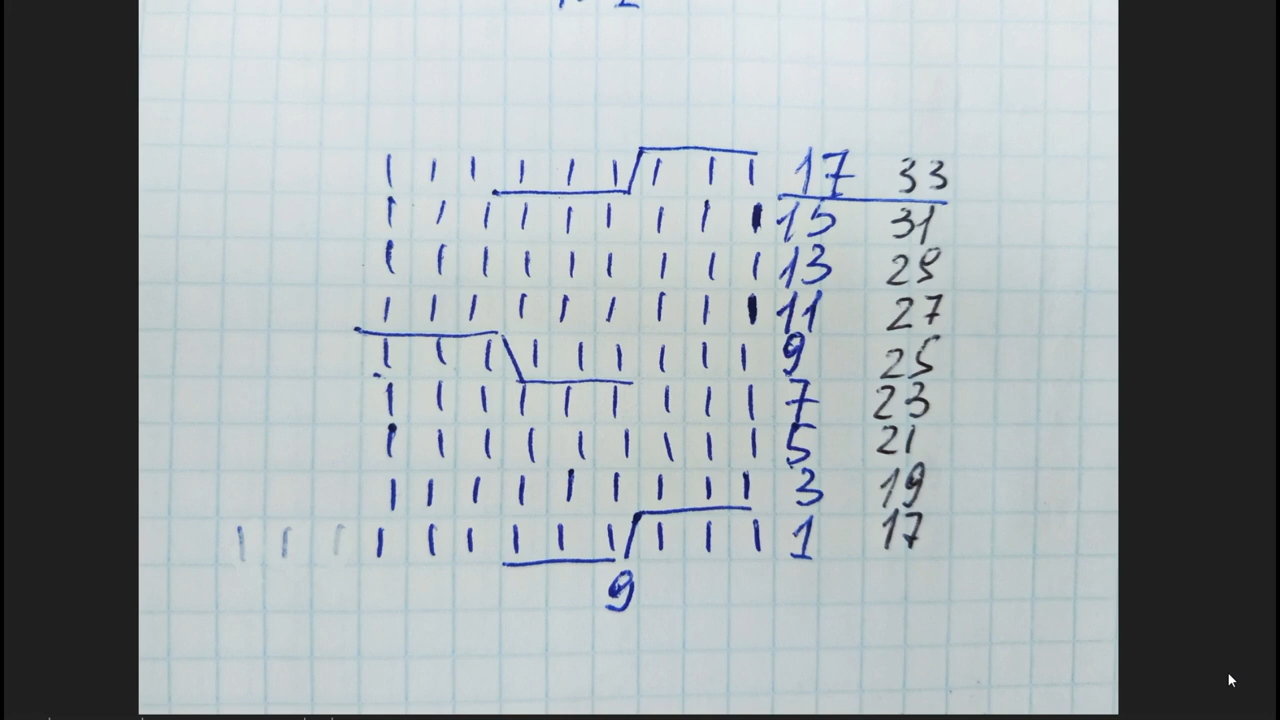 | | | | | | | | | 17 33
| | | | | | | | | 15 31
| | | | | | | | | 13 29
| | | | | | | | | 11 27
| | | | | | | | | 9 25
| | | | | | | | | 7 23
| | | | | | | | | 5 21
| | | | | | | | | 3 19
| | | | | | | | | | | | 1 17
9